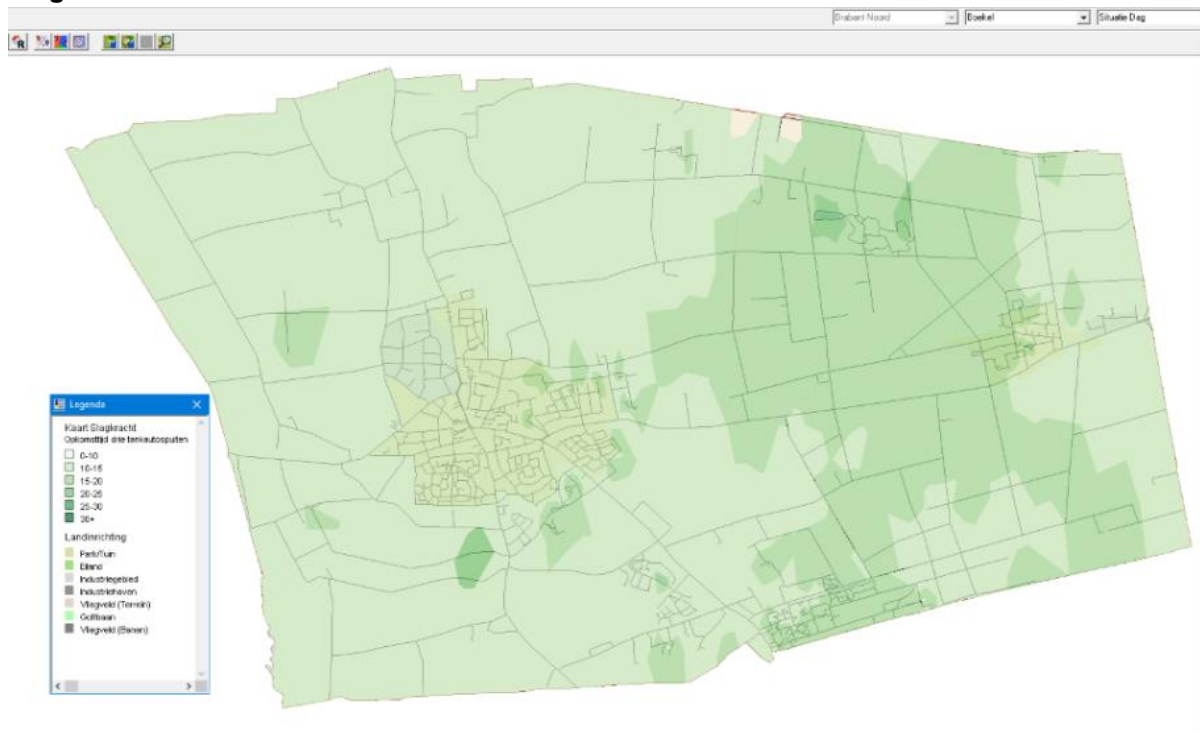 Brabant Noord
Boekel
Situatie Dag
Legenda
Kaart Slagkracht
Opkomsttijd drie tankautospuiten
0-10
10-15
15-20
20-25
25-30
30+
Landinrichting
Park/Tuin
Eiland
Industriegebied
Industriehaven
Vliegveld (Terrein)
Golfbaan
Vliegveld (Banen)